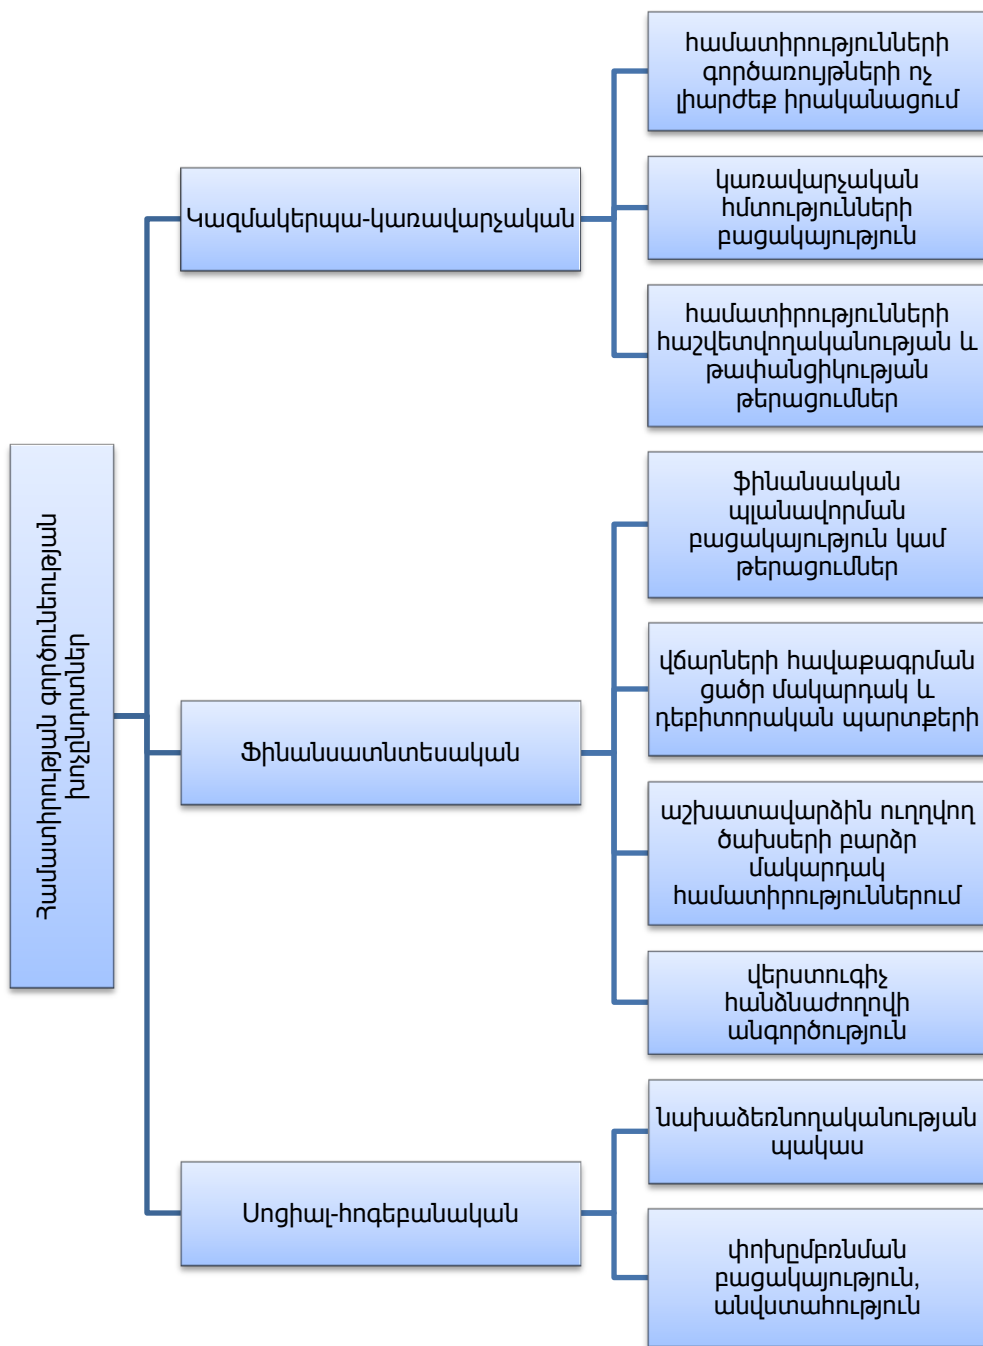 Համատիրության գործունեության
խոչընդոտներ
Կազմակերպա-կառավարչական
համատիրությունների
գործառույթների ոչ
լիարժեք իրականացում
կառավարչական
հմտությունների
բացակայություն
համատիրությունների
հաշվետվողականության և
թափանցիկության
թերացումներ
Ֆինանսատնտեսական
ֆինանսական
պլանավորման
բացակայություն կամ
թերացումներ
վճարների հավաքագրման
ցածր մակարդակ և
դեբիտորական պարտքերի
աշխատավարձին ուղղվող
ծախսերի բարձր
մակարդակ
համատիրություններում
վերստուգիչ
հանձնաժողովի
անգործություն
Սոցիալ-հոգեբանական
նախաձեռնողականության
պակաս
փոխըմբռնման
բացակայություն,
անվստահություն